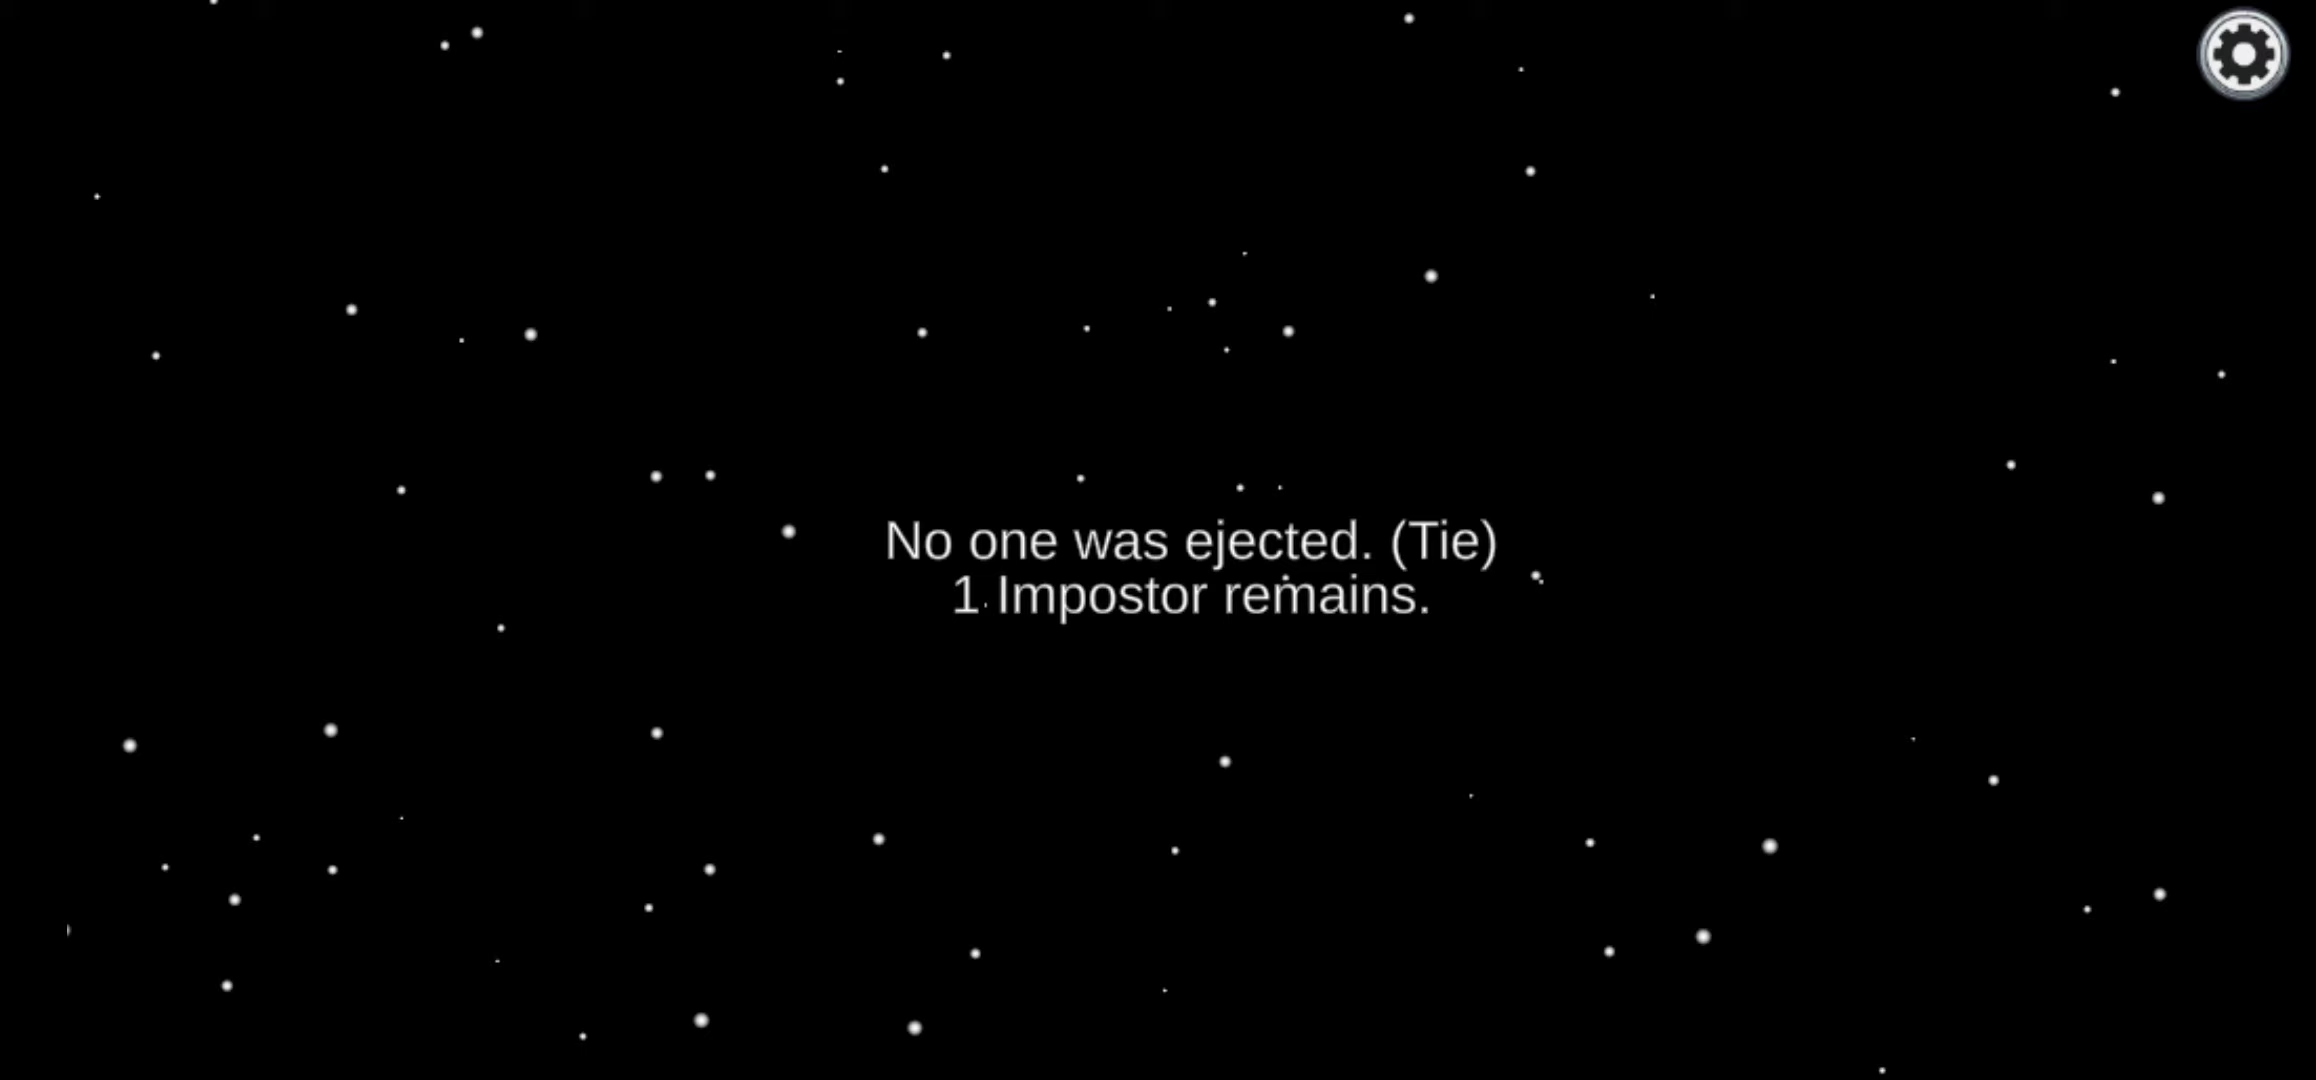 No one was ejected. (Tie)
1 Impostor remains.